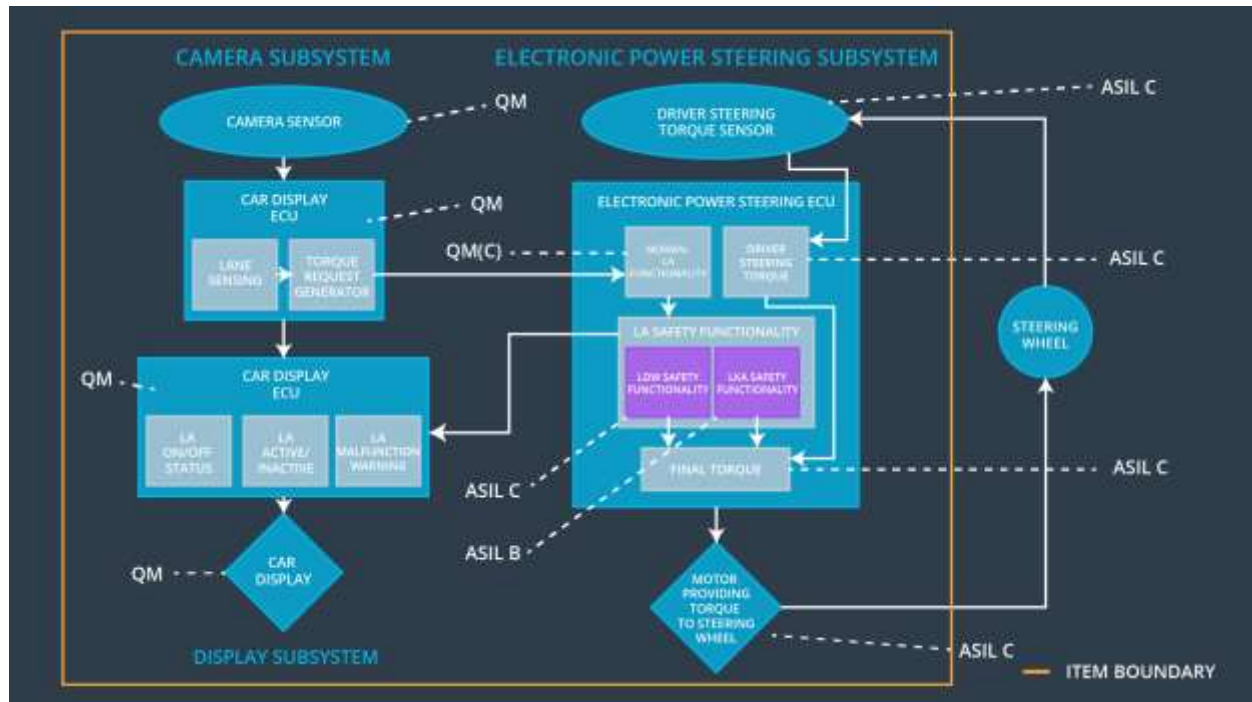 CAMERA SUBSYSTEM
ELECTRONIC POWER STEERING SUBSYSTEM
QM
ASIL C
CAMERA SENSOR
DRIVER STEERING
TORQUE SENSOR
CAR DISPLAY
ECU
QM
ELECTRONIC POWER STEERING ECU
LANE
SENSING
TORQUE
REQUEST
GENERATOR
QM(C)
NORMAL
LA
FUNCTIONALITY
DRIVER
STEERING
TORQUE
ASIL C
LA SAFETY FUNCTIONALITY
STEERING
WHEEL
LDW SAFETY
FUNCTIONALITY
LKA SAFETY
FUNCTIONALITY
QM
CAR DISPLAY
ECU
LA
ON/OFF
STATUS
LA
ACTIVE/
INACTIVE
LA
MALFUNCTION
WARNING
FINAL TORQUE
ASIL C
ASIL C
ASIL B
QM
CAR
DISPLAY
MOTOR
PROVIDING
TORQUE
TO STEERING
WHEEL
DISPLAY SUBSYSTEM
ASIL C
ITEM BOUNDARY